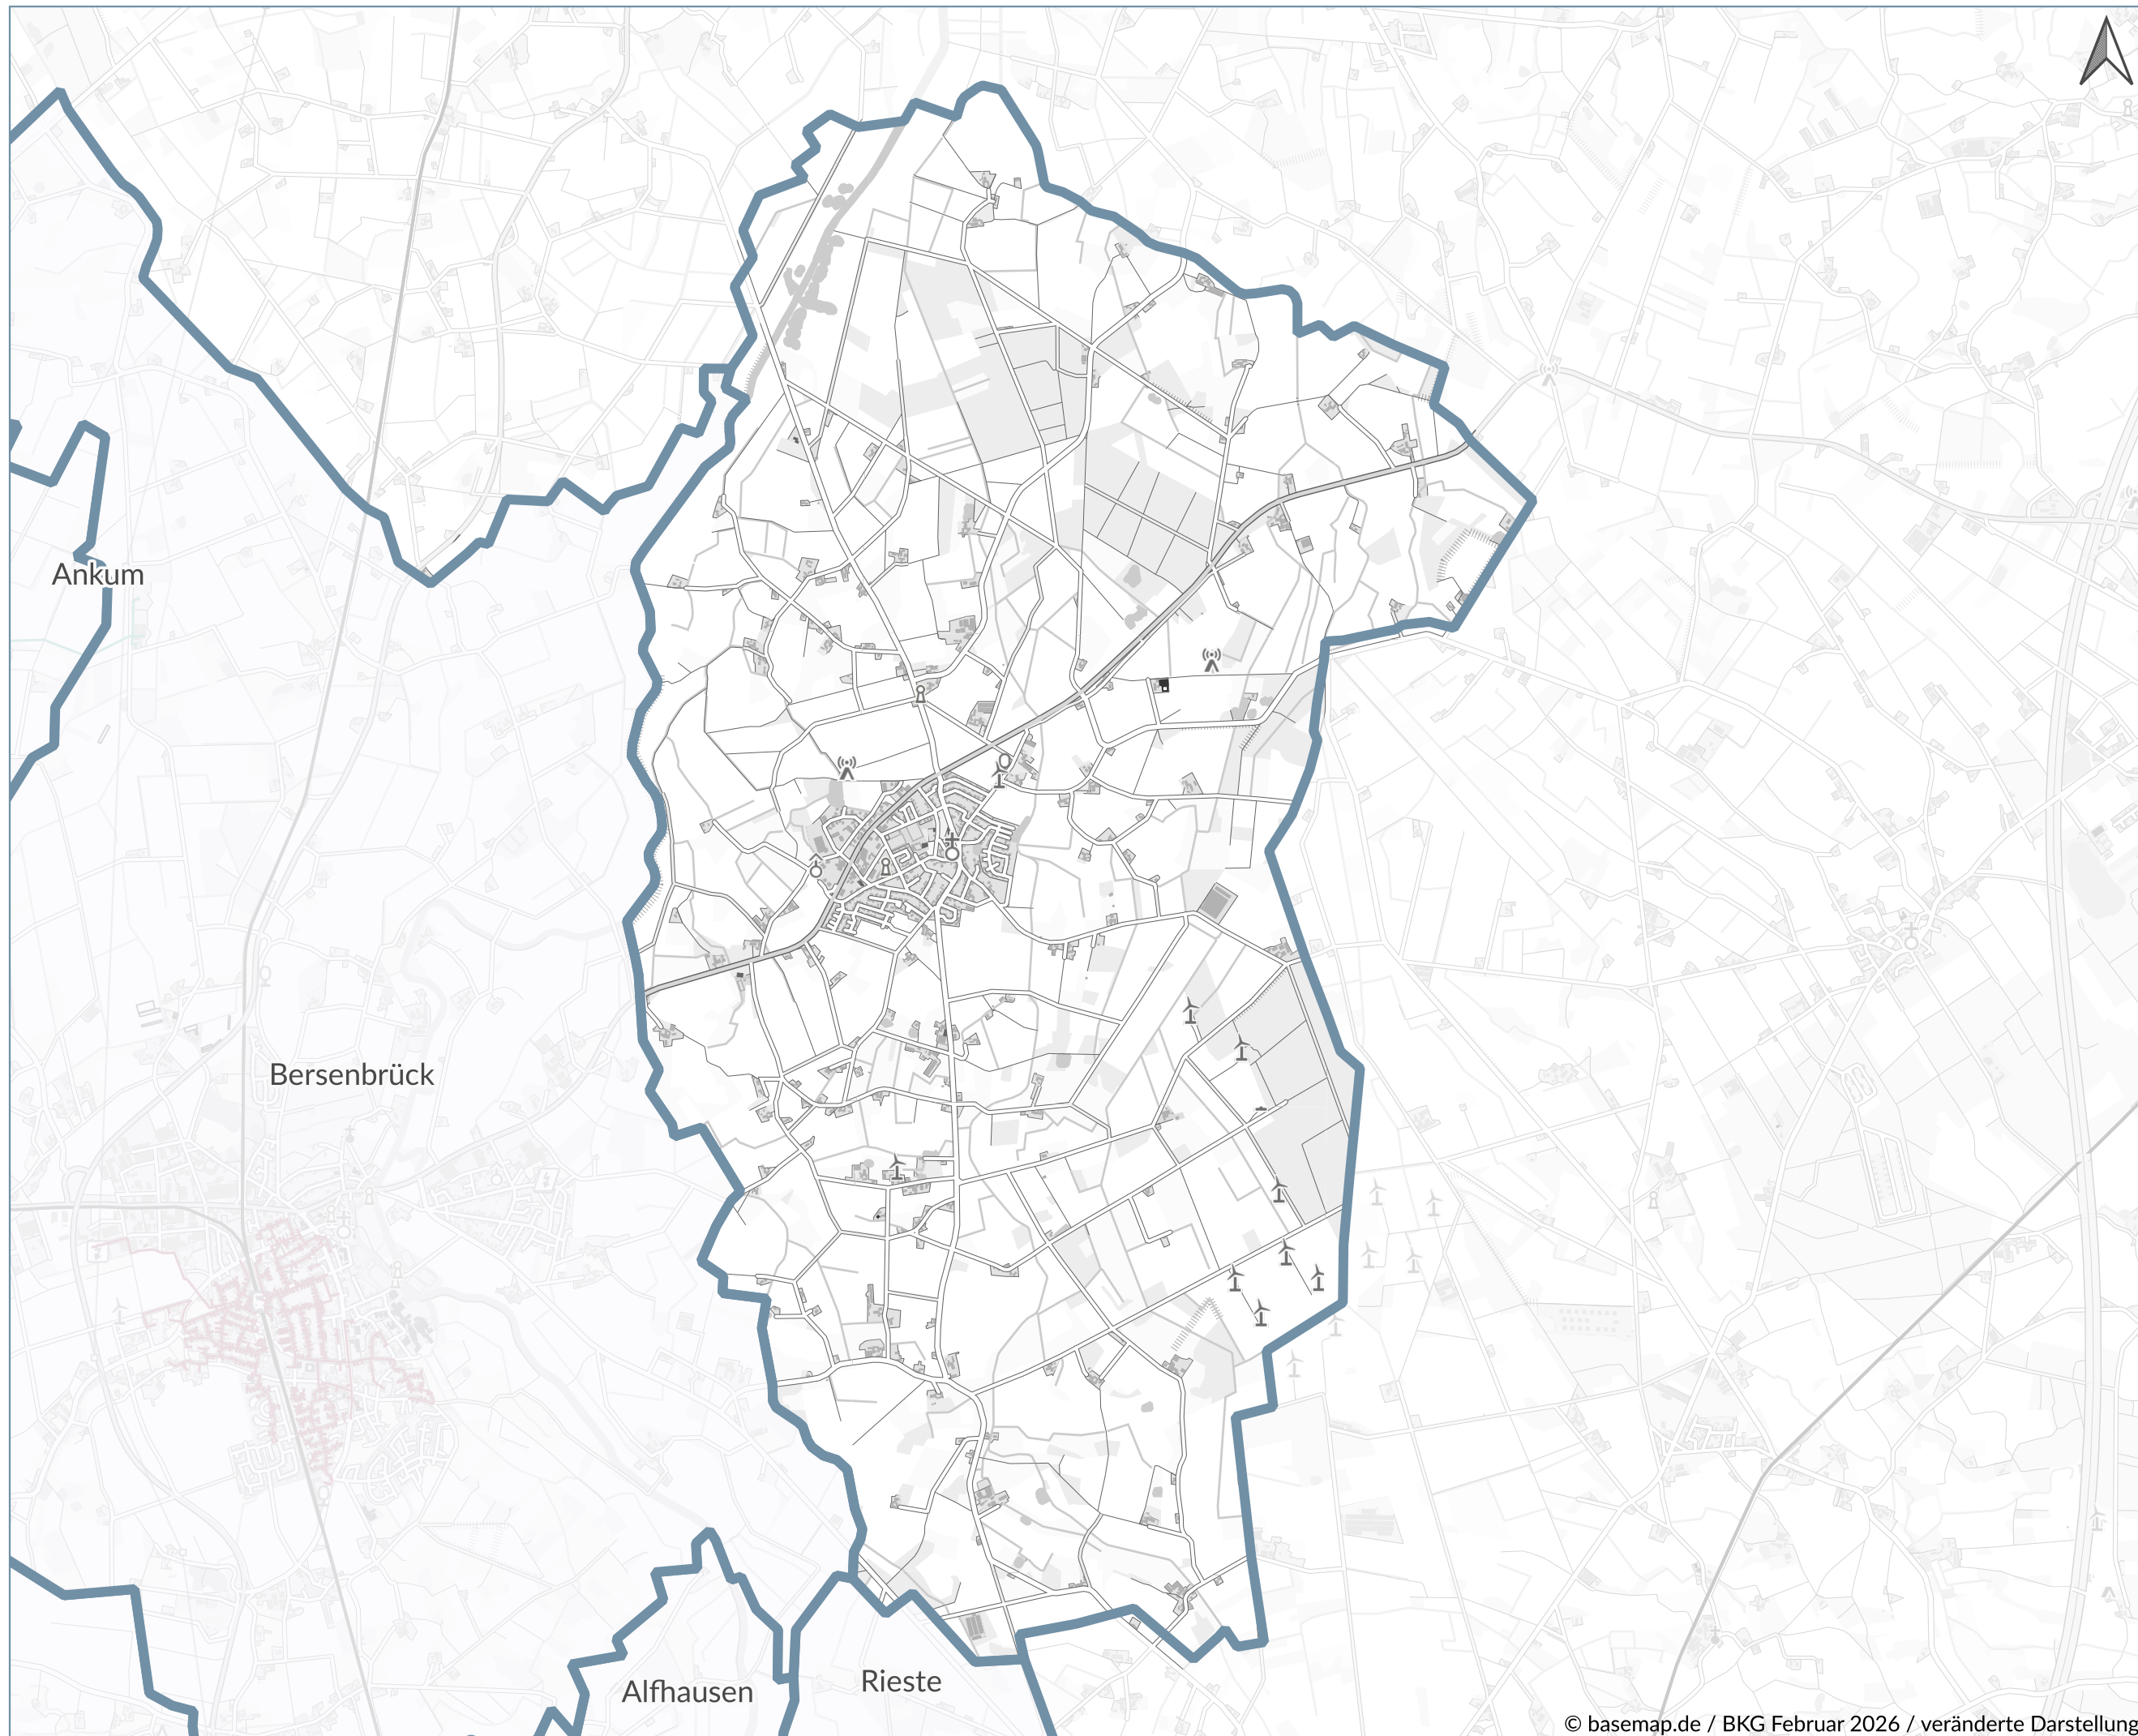 Ankum
Bersenbrück
Alfhausen
Rieste
© basemap.de / BKG Februar 2026 / veränderte Darstellung